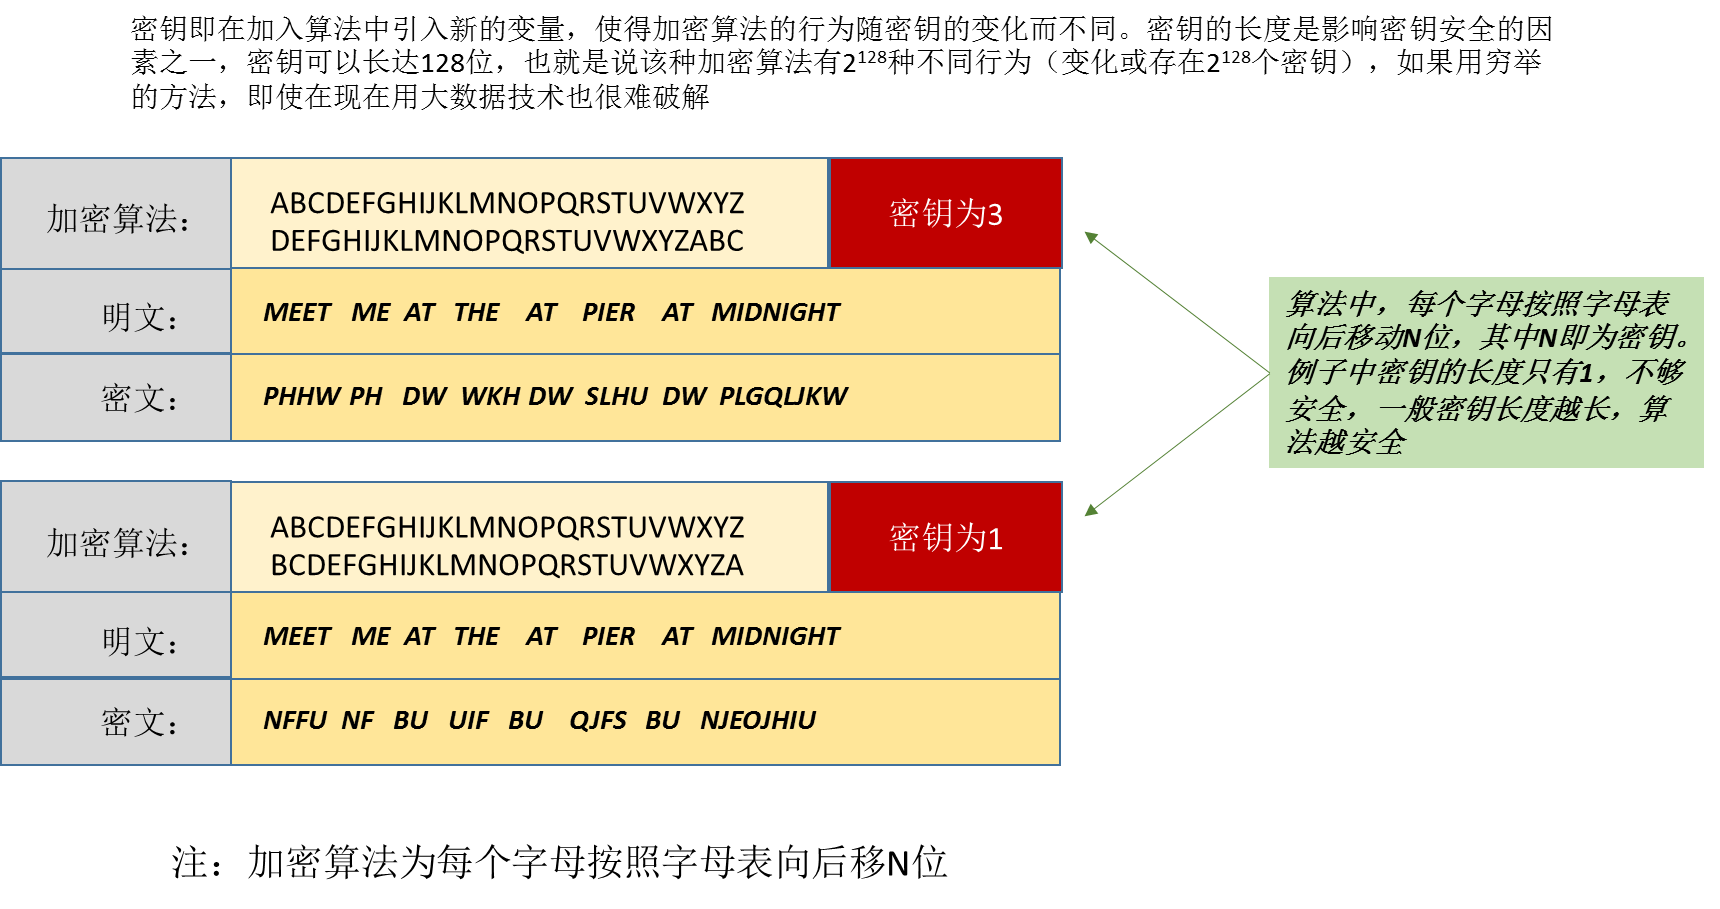 密钥即在加入算法中引入新的变量，使得加密算法的行为随密钥的变化而不同。密钥的长度是影响密钥安全的因
素之一，密钥可以长达128位，也就是说该种加密算法有2¹²⁸种不同行为（变化或存在2¹²⁸个密钥），如果用穷举
的方法，即使在现在用大数据技术也很难破解
加密算法：
ABCDEFGHIJKLMNOPQRSTUVWXYZ
DEFGHIJKLMNOPQRSTUVWXYZABC
密钥为3
明文：
MEET ME AT THE AT PIER AT MIDNIGHT
密文：
PHHW PH DW WKH DW SLHU DW PLGQLJKW
算法中，每个字母按照字母表
向后移动N位，其中N即为密钥。
例子中密钥的长度只有1，不够
安全，一般密钥长度越长，算
法越安全
加密算法：
ABCDEFGHIJKLMNOPQRSTUVWXYZ
BCDEFGHIJKLMNOPQRSTUVWXYZA
密钥为1
明文：
MEET ME AT THE AT PIER AT MIDNIGHT
密文：
NFFU NF BU UIF BU QJFS BU NJEOJHIU
注：加密算法为每个字母按照字母表向后移N位